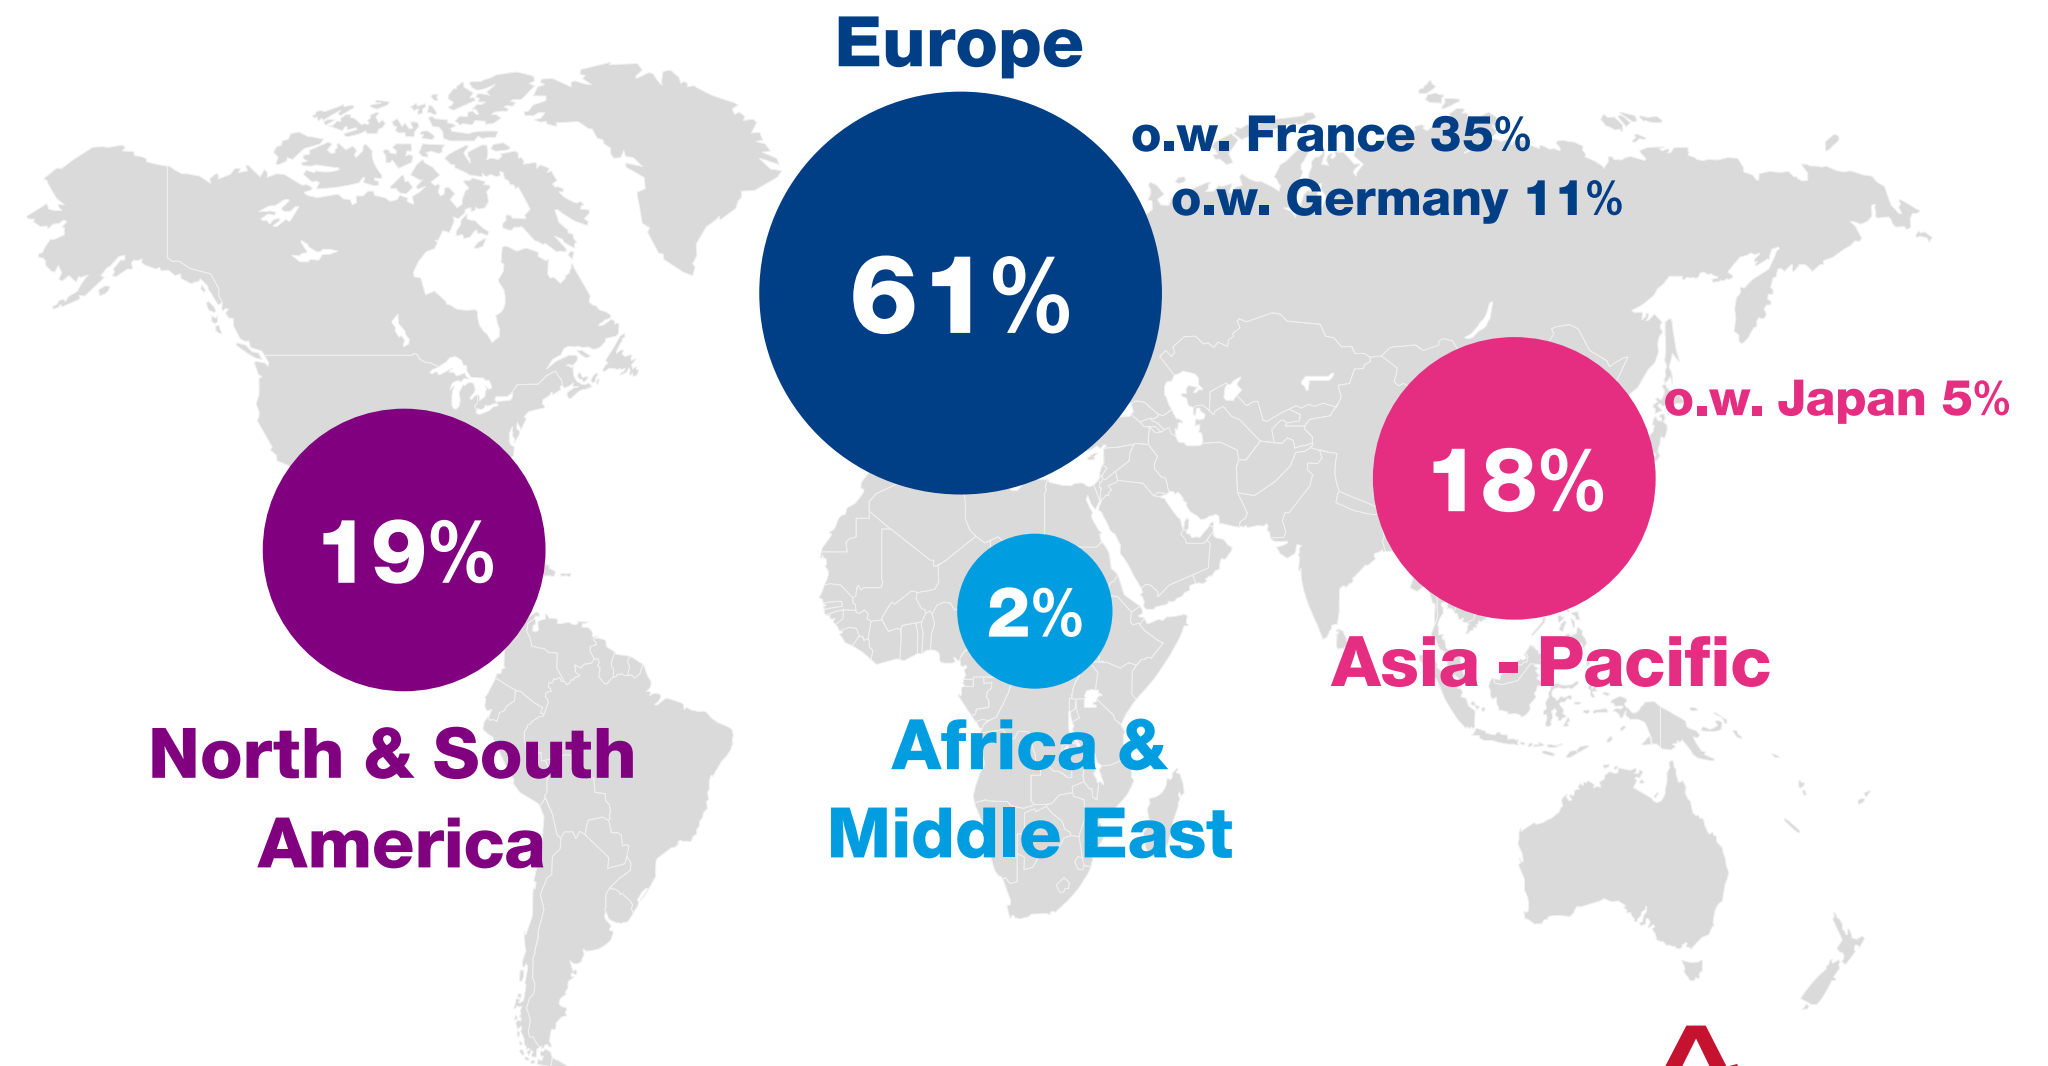 Europe
o.w. France 35%
o.w. Germany 11%
61%
o.w. Japan 5%
18%
Asia - Pacific
19%
North & South
America
2%
Africa &
Middle East